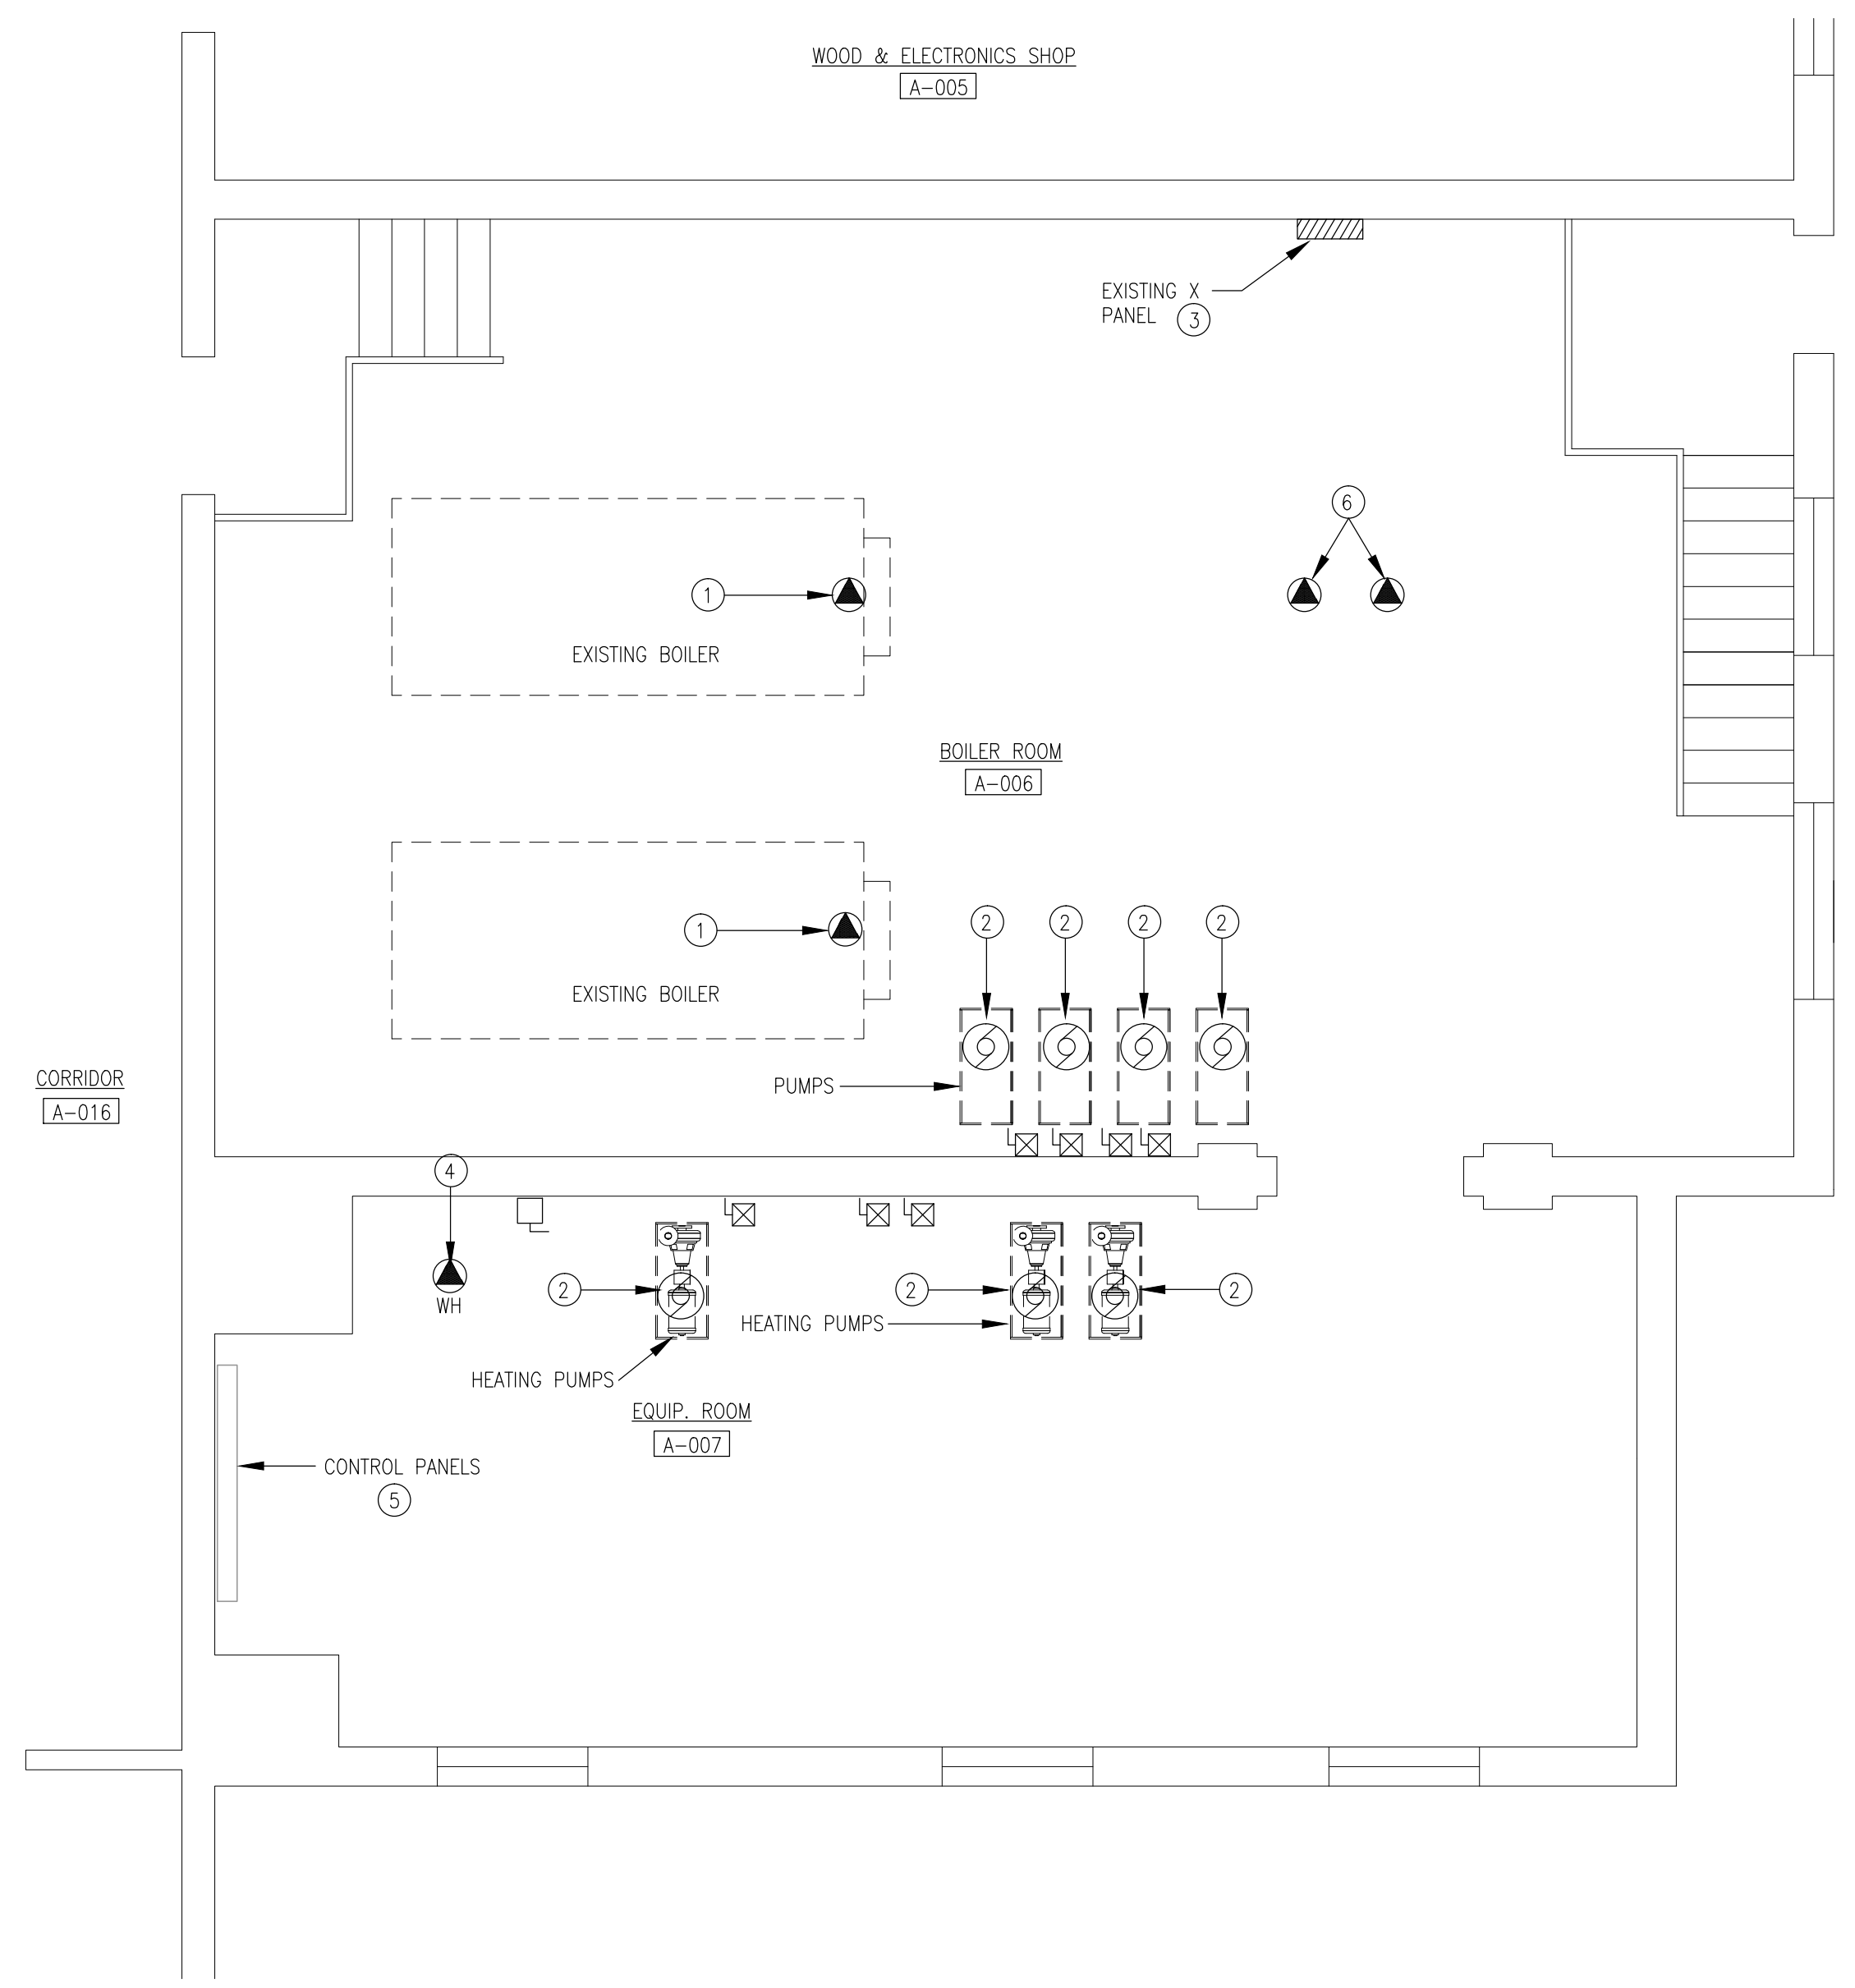 WOOD & ELECTRONICS SHOP
A-005
EXISTING X
PANEL 3
6
1
EXISTING BOILER
BOILER ROOM
A-006
1
2 2 2 2
EXISTING BOILER
PUMPS
CORRIDOR
A-016
4
WH
2
2
2
HEATING PUMPS
HEATING PUMPS
EQUIP. ROOM
A-007
CONTROL PANELS
5